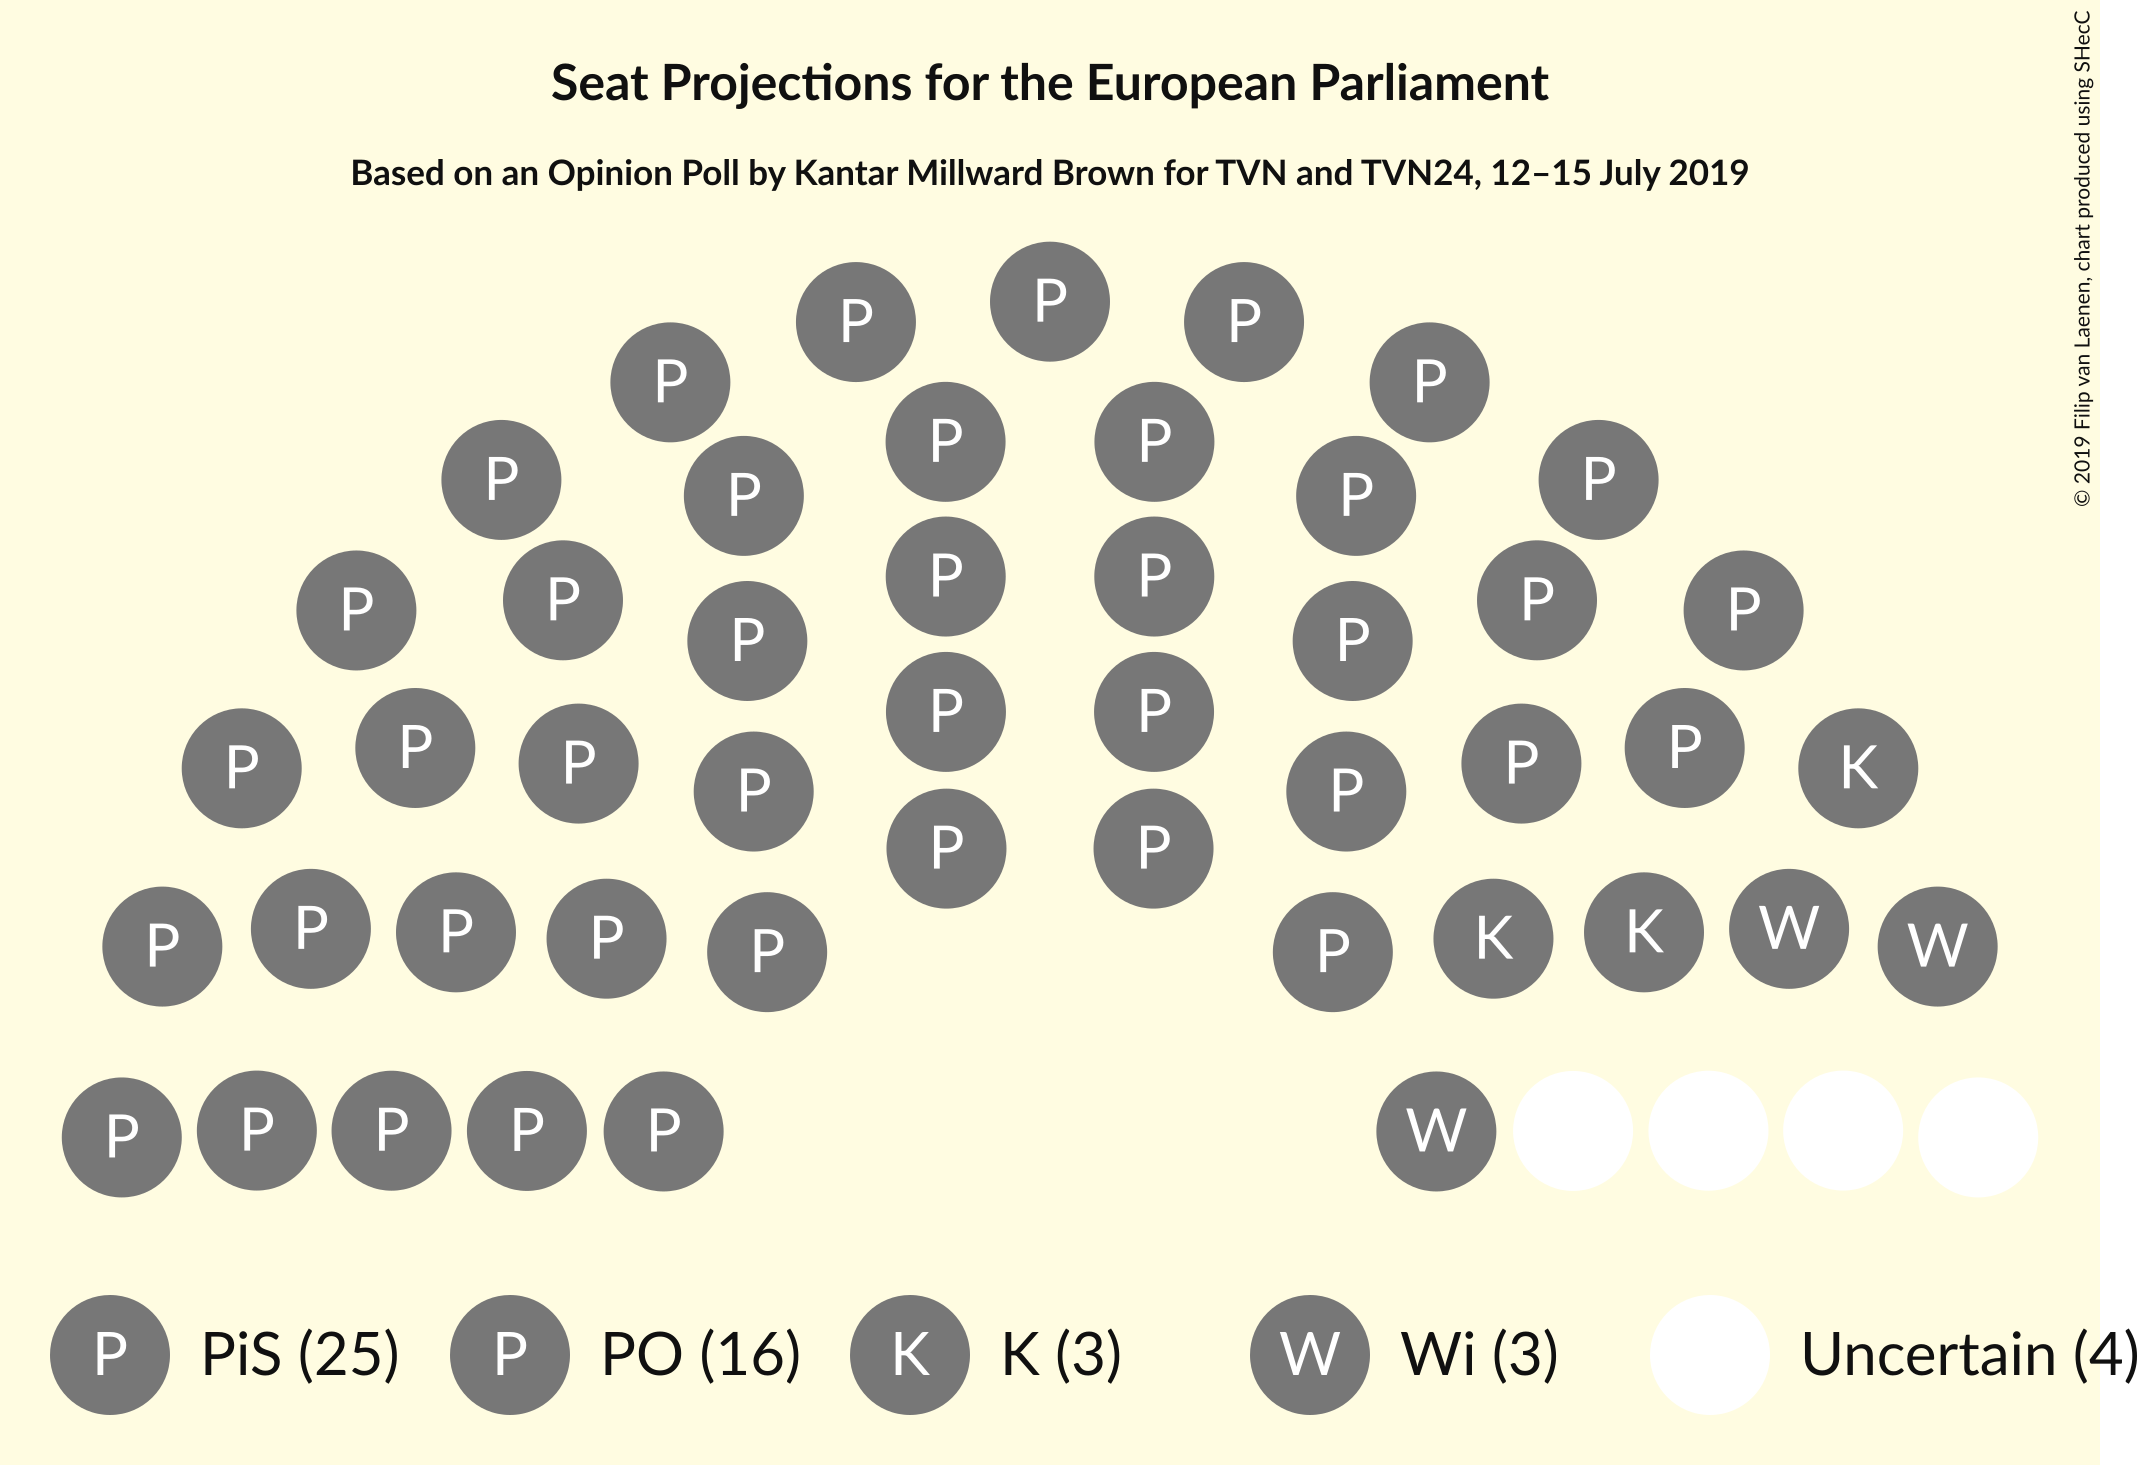 Seat Projections for the European Parliament
Based on an Opinion Poll by Kantar Millward Brown for TVN and TVN24, 12–15 July 2019
© 2019 Filip van Laenen, chart produced using SHecC
P
P P
P P
P P
P P
P P
P P
P P
P P
P P
P P
P P
P P
P K
P P
P P
P P P P P P K K W W
P P P P P W
P PiS (25) P PO (16) K K (3) W Wi (3) Uncertain (4)